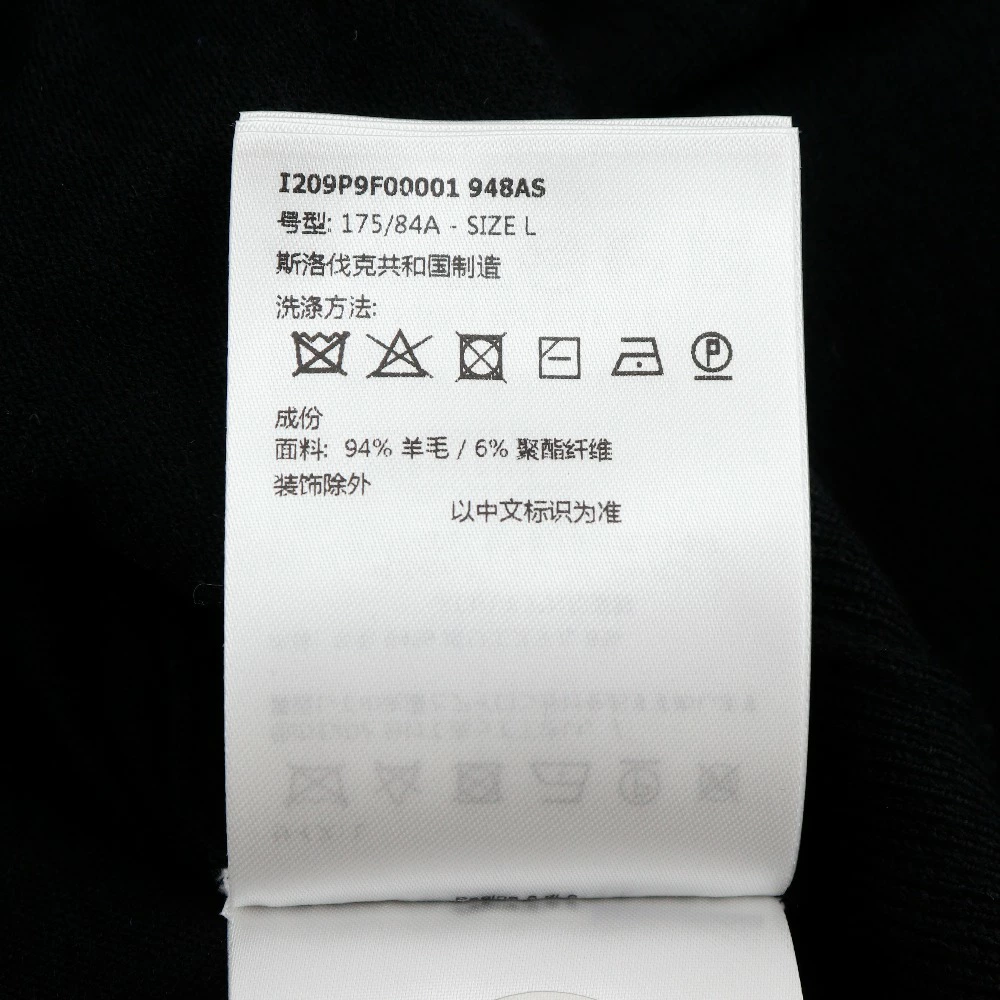 I209P9F00001 948AS
号型: 175/84A - SIZE L
斯洛伐克共和国制造
洗涤方法:
P
成份
面料: 94% 羊毛 / 6% 聚酯纤维
装饰除外
以中文标识为准